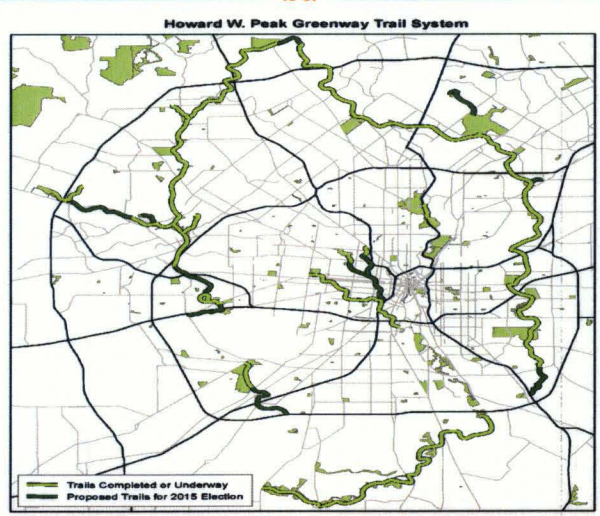 Howard W. Peak Greenway Trail System
Trails Completed or Underway
Proposed Trails for 2015 Election